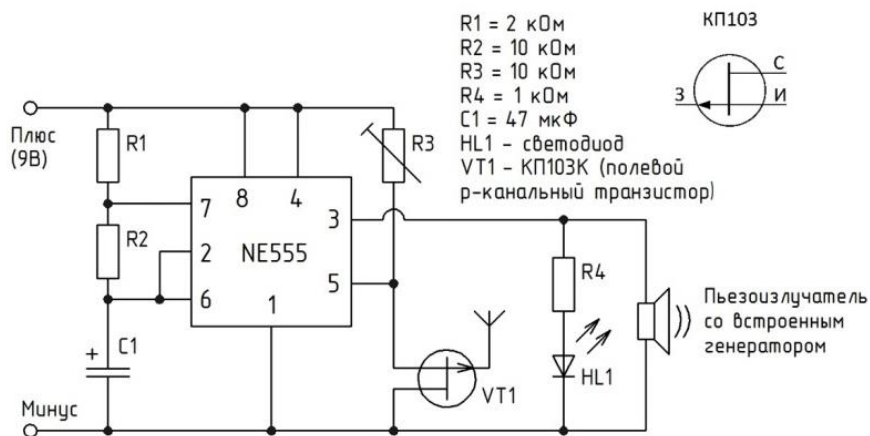 R1 = 2 кОм
R2 = 10 кОм
R3 = 10 кОм
R4 = 1 кОм
C1 = 47 мкФ
HL1 – светодиод
VT1 – КП103К (полевой
р-канальный транзистор)
КП103
С
З
И
Плюс
(9В)
R1
R3
8
4
7
3
R2
2
NE555
R4
6
5
1
Пьезоизлучатель
со встроенным
генератором
+
C1
HL1
VT1
Минус